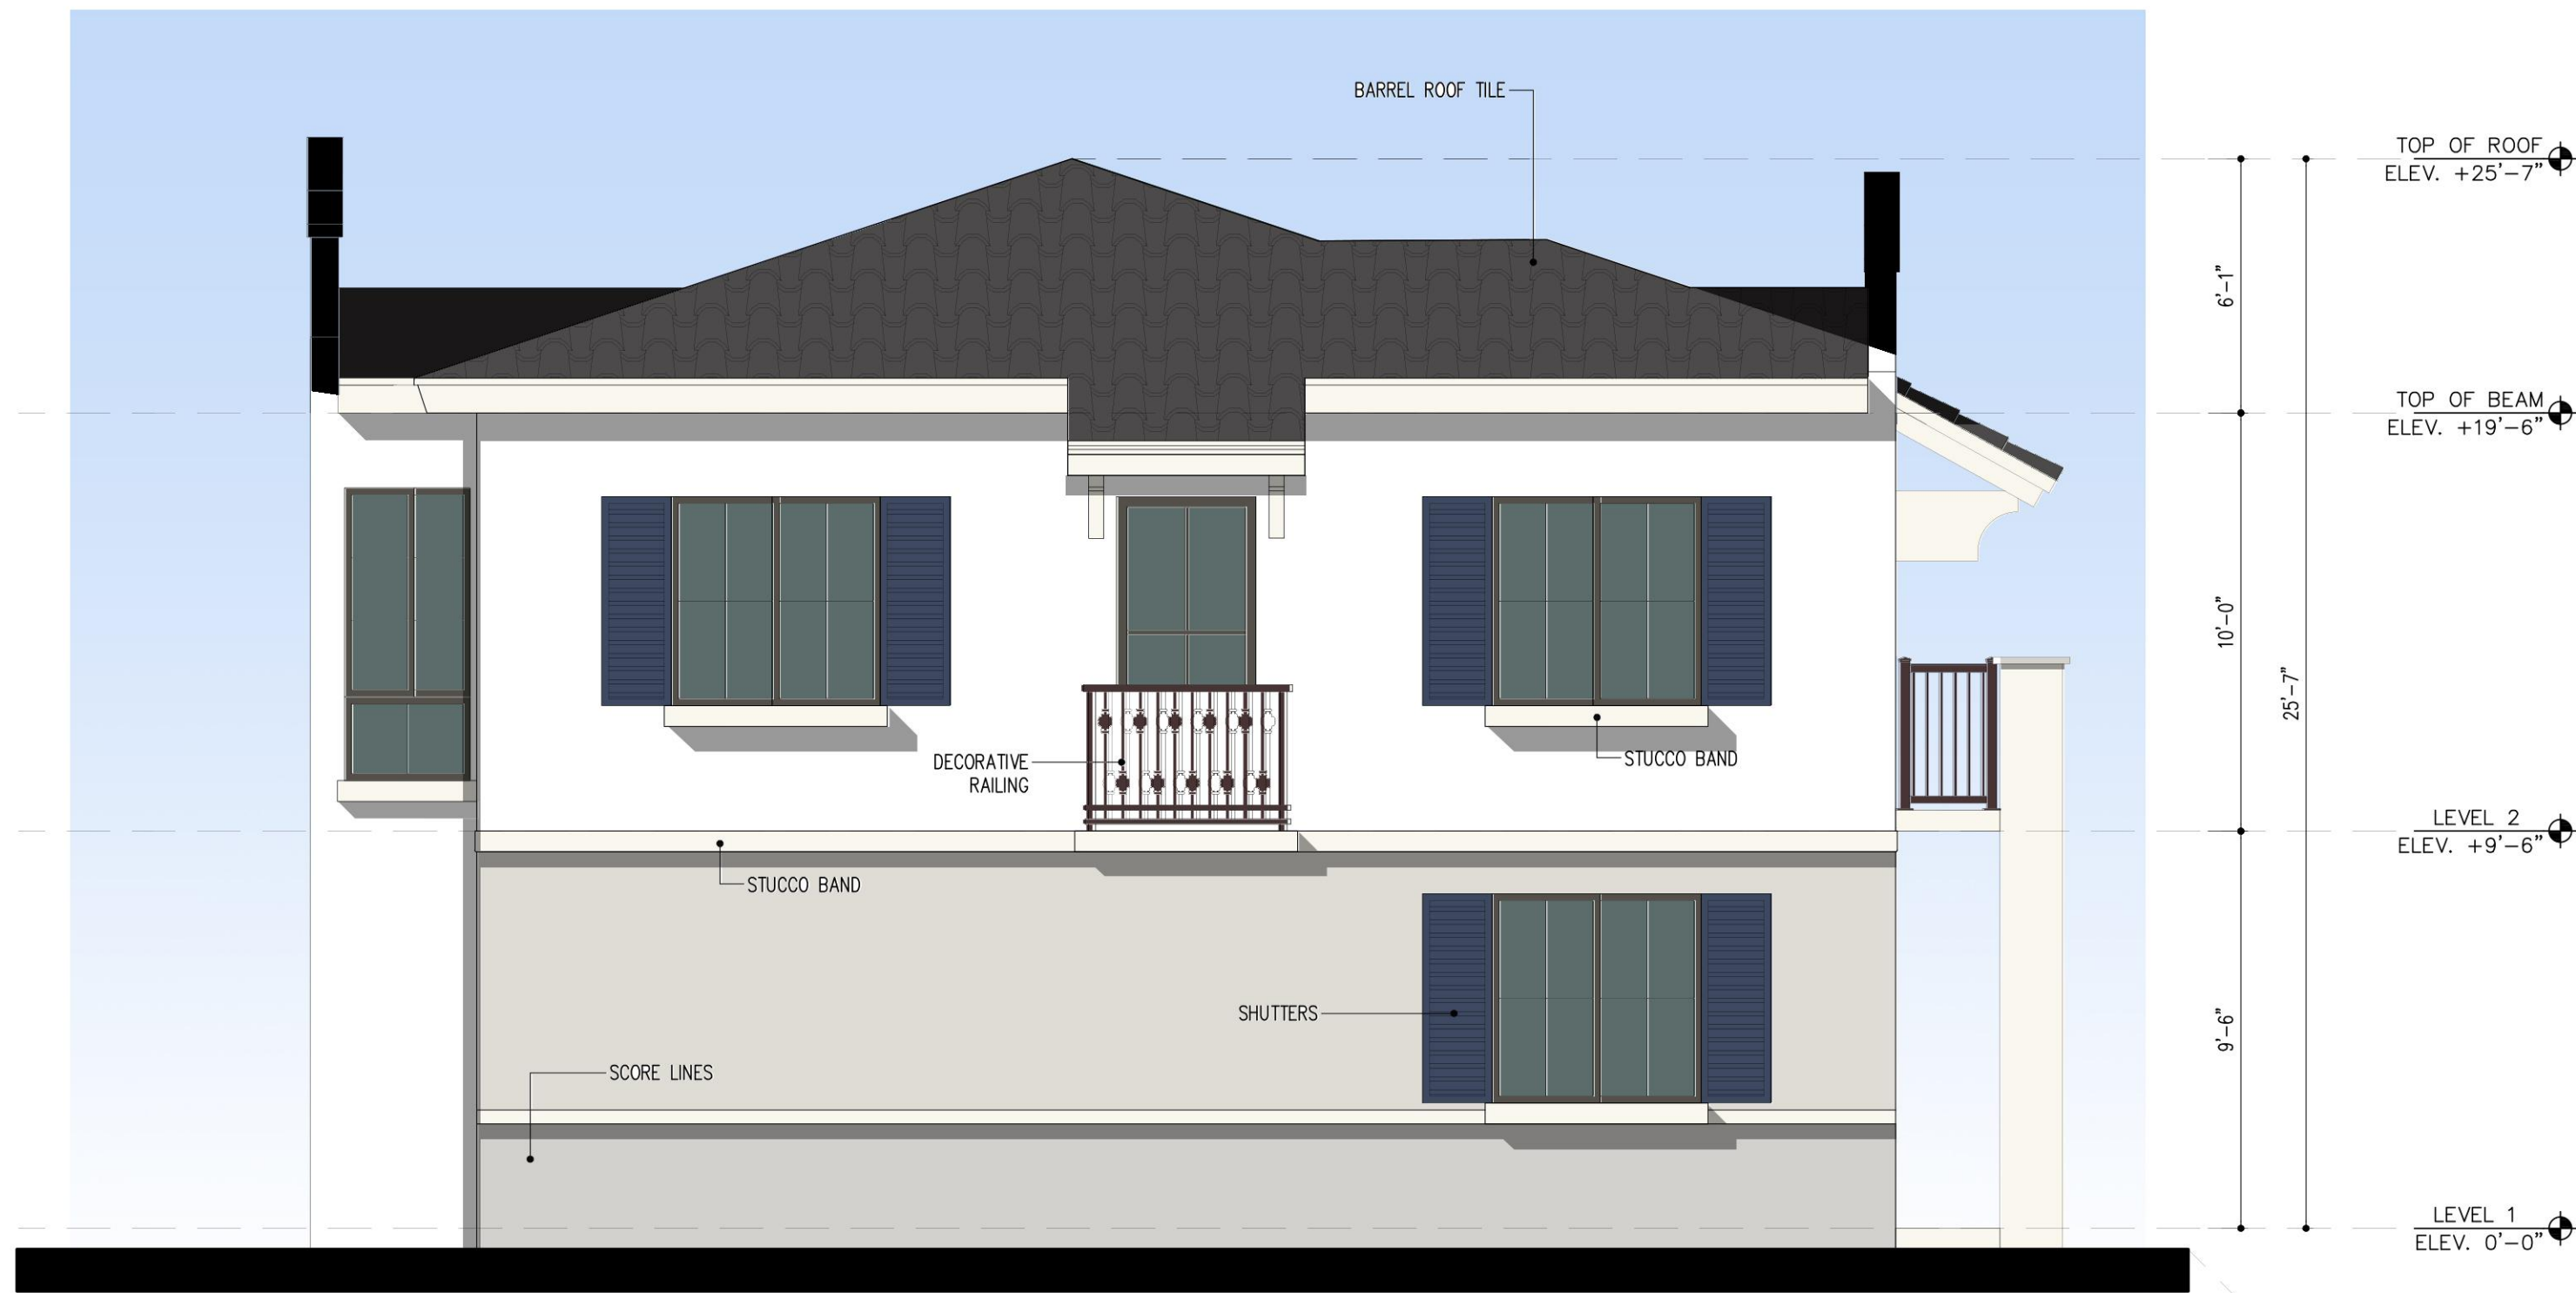 BARREL ROOF TILE
TOP OF ROOF
ELEV. +25'-7"
6'-1"
TOP OF BEAM
ELEV. +19'-6"
10'-0"
25'-7"
DECORATIVE
RAILING
STUCCO BAND
LEVEL 2
ELEV. +9'-6"
STUCCO BAND
SHUTTERS
9'-6"
SCORE LINES
LEVEL 1
ELEV. 0'-0"